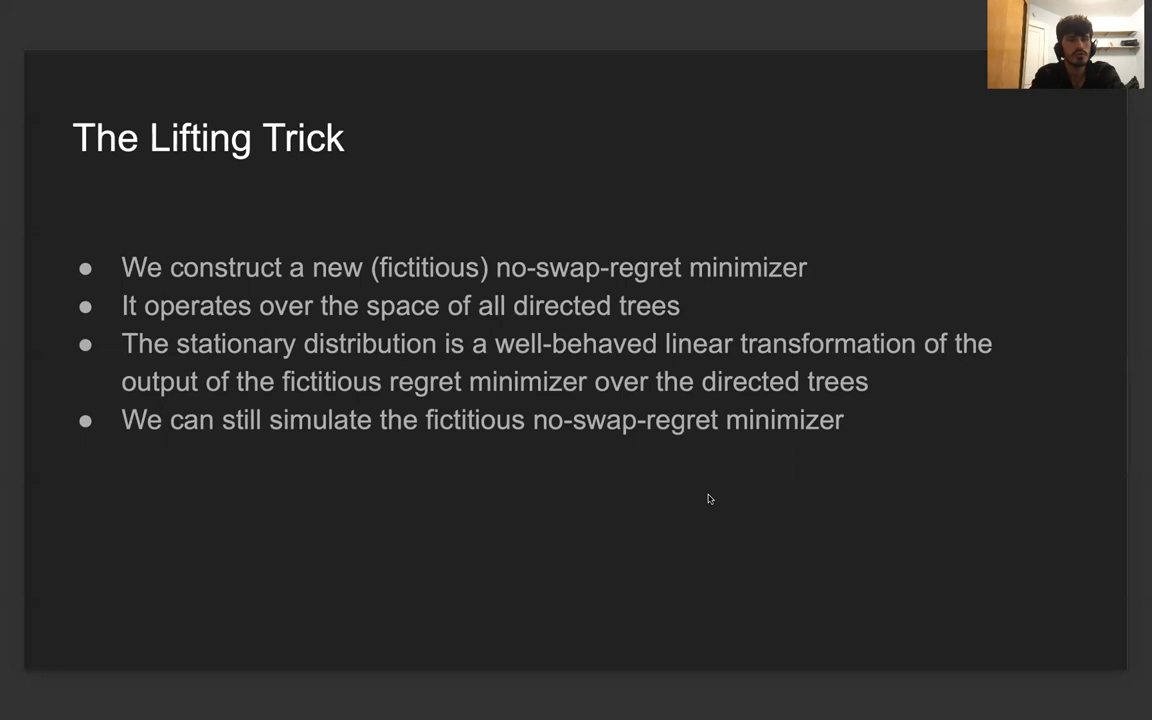 The Lifting Trick
● We construct a new (fictitious) no-swap-regret minimizer
● It operates over the space of all directed trees
● The stationary distribution is a well-behaved linear transformation of the
output of the fictitious regret minimizer over the directed trees
● We can still simulate the fictitious no-swap-regret minimizer